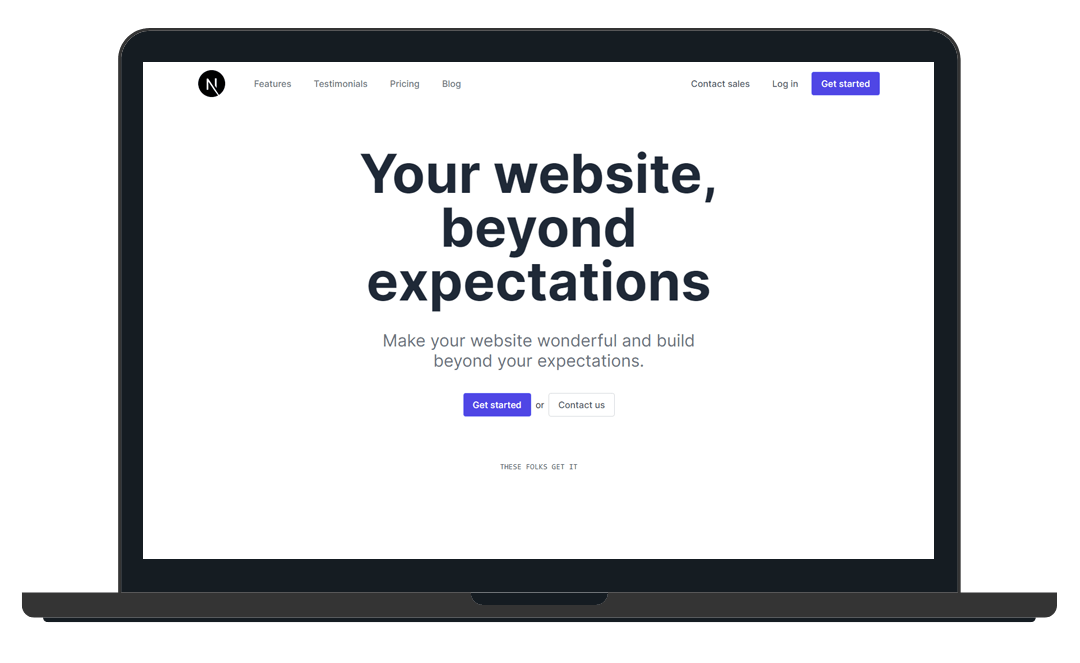 N
Features Testimonials Pricing Blog Contact sales Log in Get started
Your website,
beyond
expectations
Make your website wonderful and build
beyond your expectations.
Get started or Contact us
THESE FOLKS GET IT